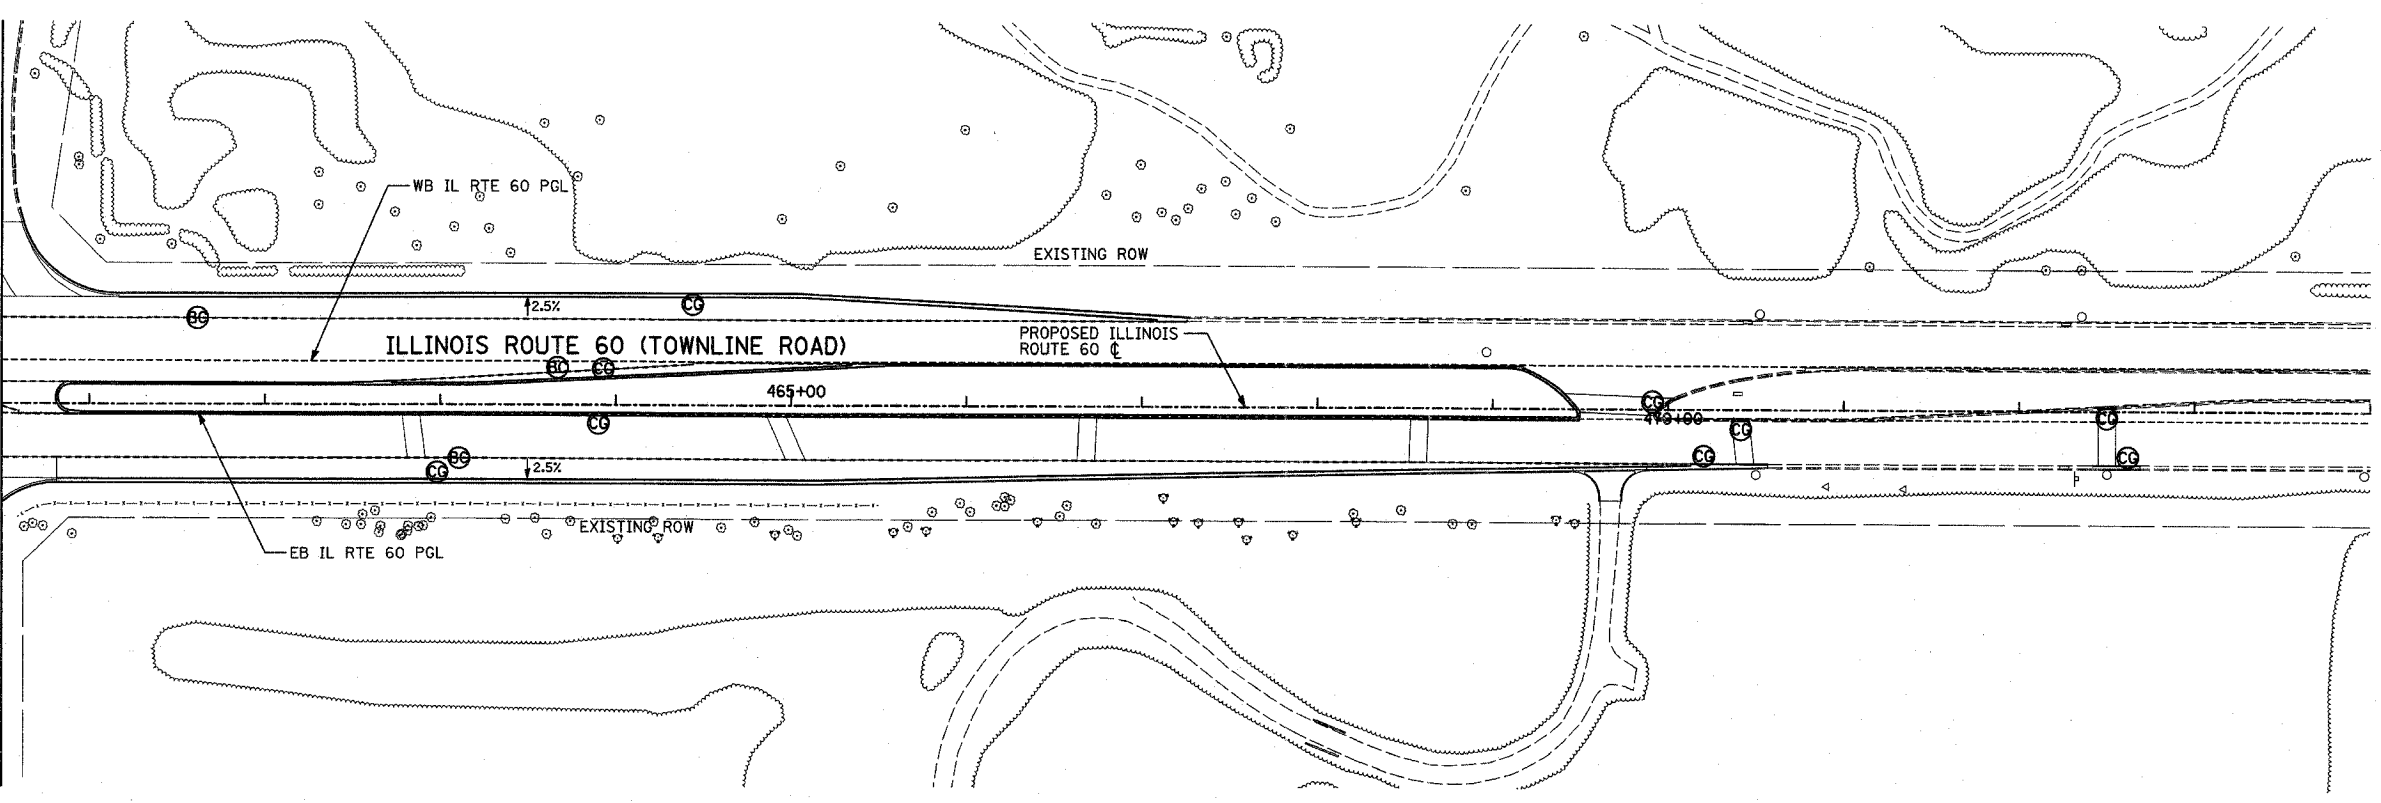 WB IL RTE 60 PGL
EXISTING ROW
2.5%
CG
BC
ILLINOIS ROUTE 60 (TOWNLINE ROAD)
PROPOSED ILLINOIS
ROUTE 60 ℄
BC
CG
465+00
CG
CG
CG
CG
BC
CG
2.5%
CG
CG
EXISTING ROW
EB IL RTE 60 PGL